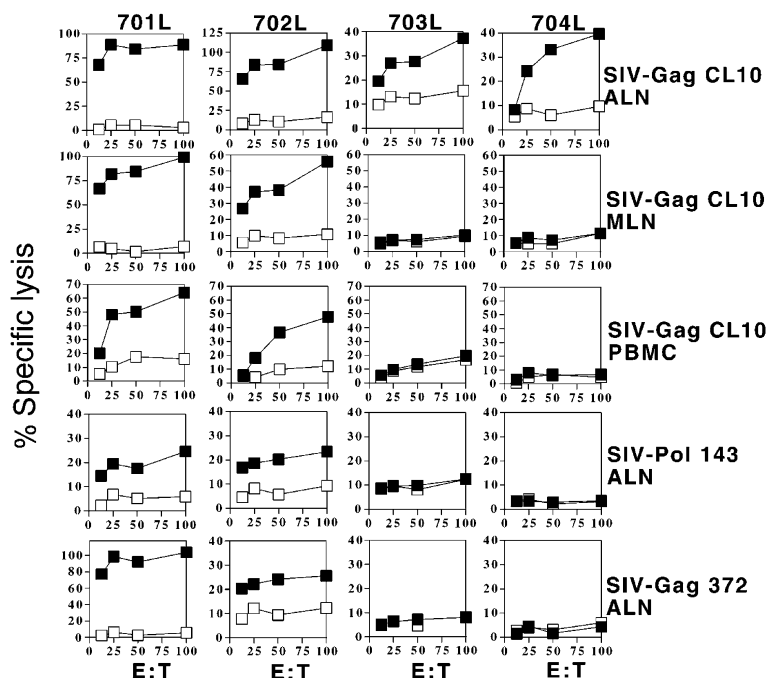 701L 702L 703L 704L
100 75 50 25 0
0 25 50 75 100
125 100 75 50 25 0
0 25 50 75 100
40 30 20 10 0
0 25 50 75 100
40 30 20 10 0
0 25 50 75 100
SIV-Gag CL10
ALN
100 75 50 25 0
0 25 50 75 100
60 50 40 30 20 10 0
0 25 50 75 100
60 50 40 30 20 10 0
0 25 50 75 100
60 50 40 30 20 10 0
0 25 50 75 100
SIV-Gag CL10
MLN
70 60 50 40 30 20 10 0
0 25 50 75 100
70 60 50 40 30 20 10 0
0 25 50 75 100
70 60 50 40 30 20 10 0
0 25 50 75 100
70 60 50 40 30 20 10 0
0 25 50 75 100
SIV-Gag CL10
PBMC
40 30 20 10 0
0 25 50 75 100
40 30 20 10 0
0 25 50 75 100
40 30 20 10 0
0 25 50 75 100
40 30 20 10 0
0 25 50 75 100
SIV-Pol 143
ALN
100 80 60 40 20 0
0 25 50 75 100
40 30 20 10 0
0 25 50 75 100
40 30 20 10 0
0 25 50 75 100
40 30 20 10 0
0 25 50 75 100
SIV-Gag 372
ALN
E:T E:T E:T E:T
% Specific lysis